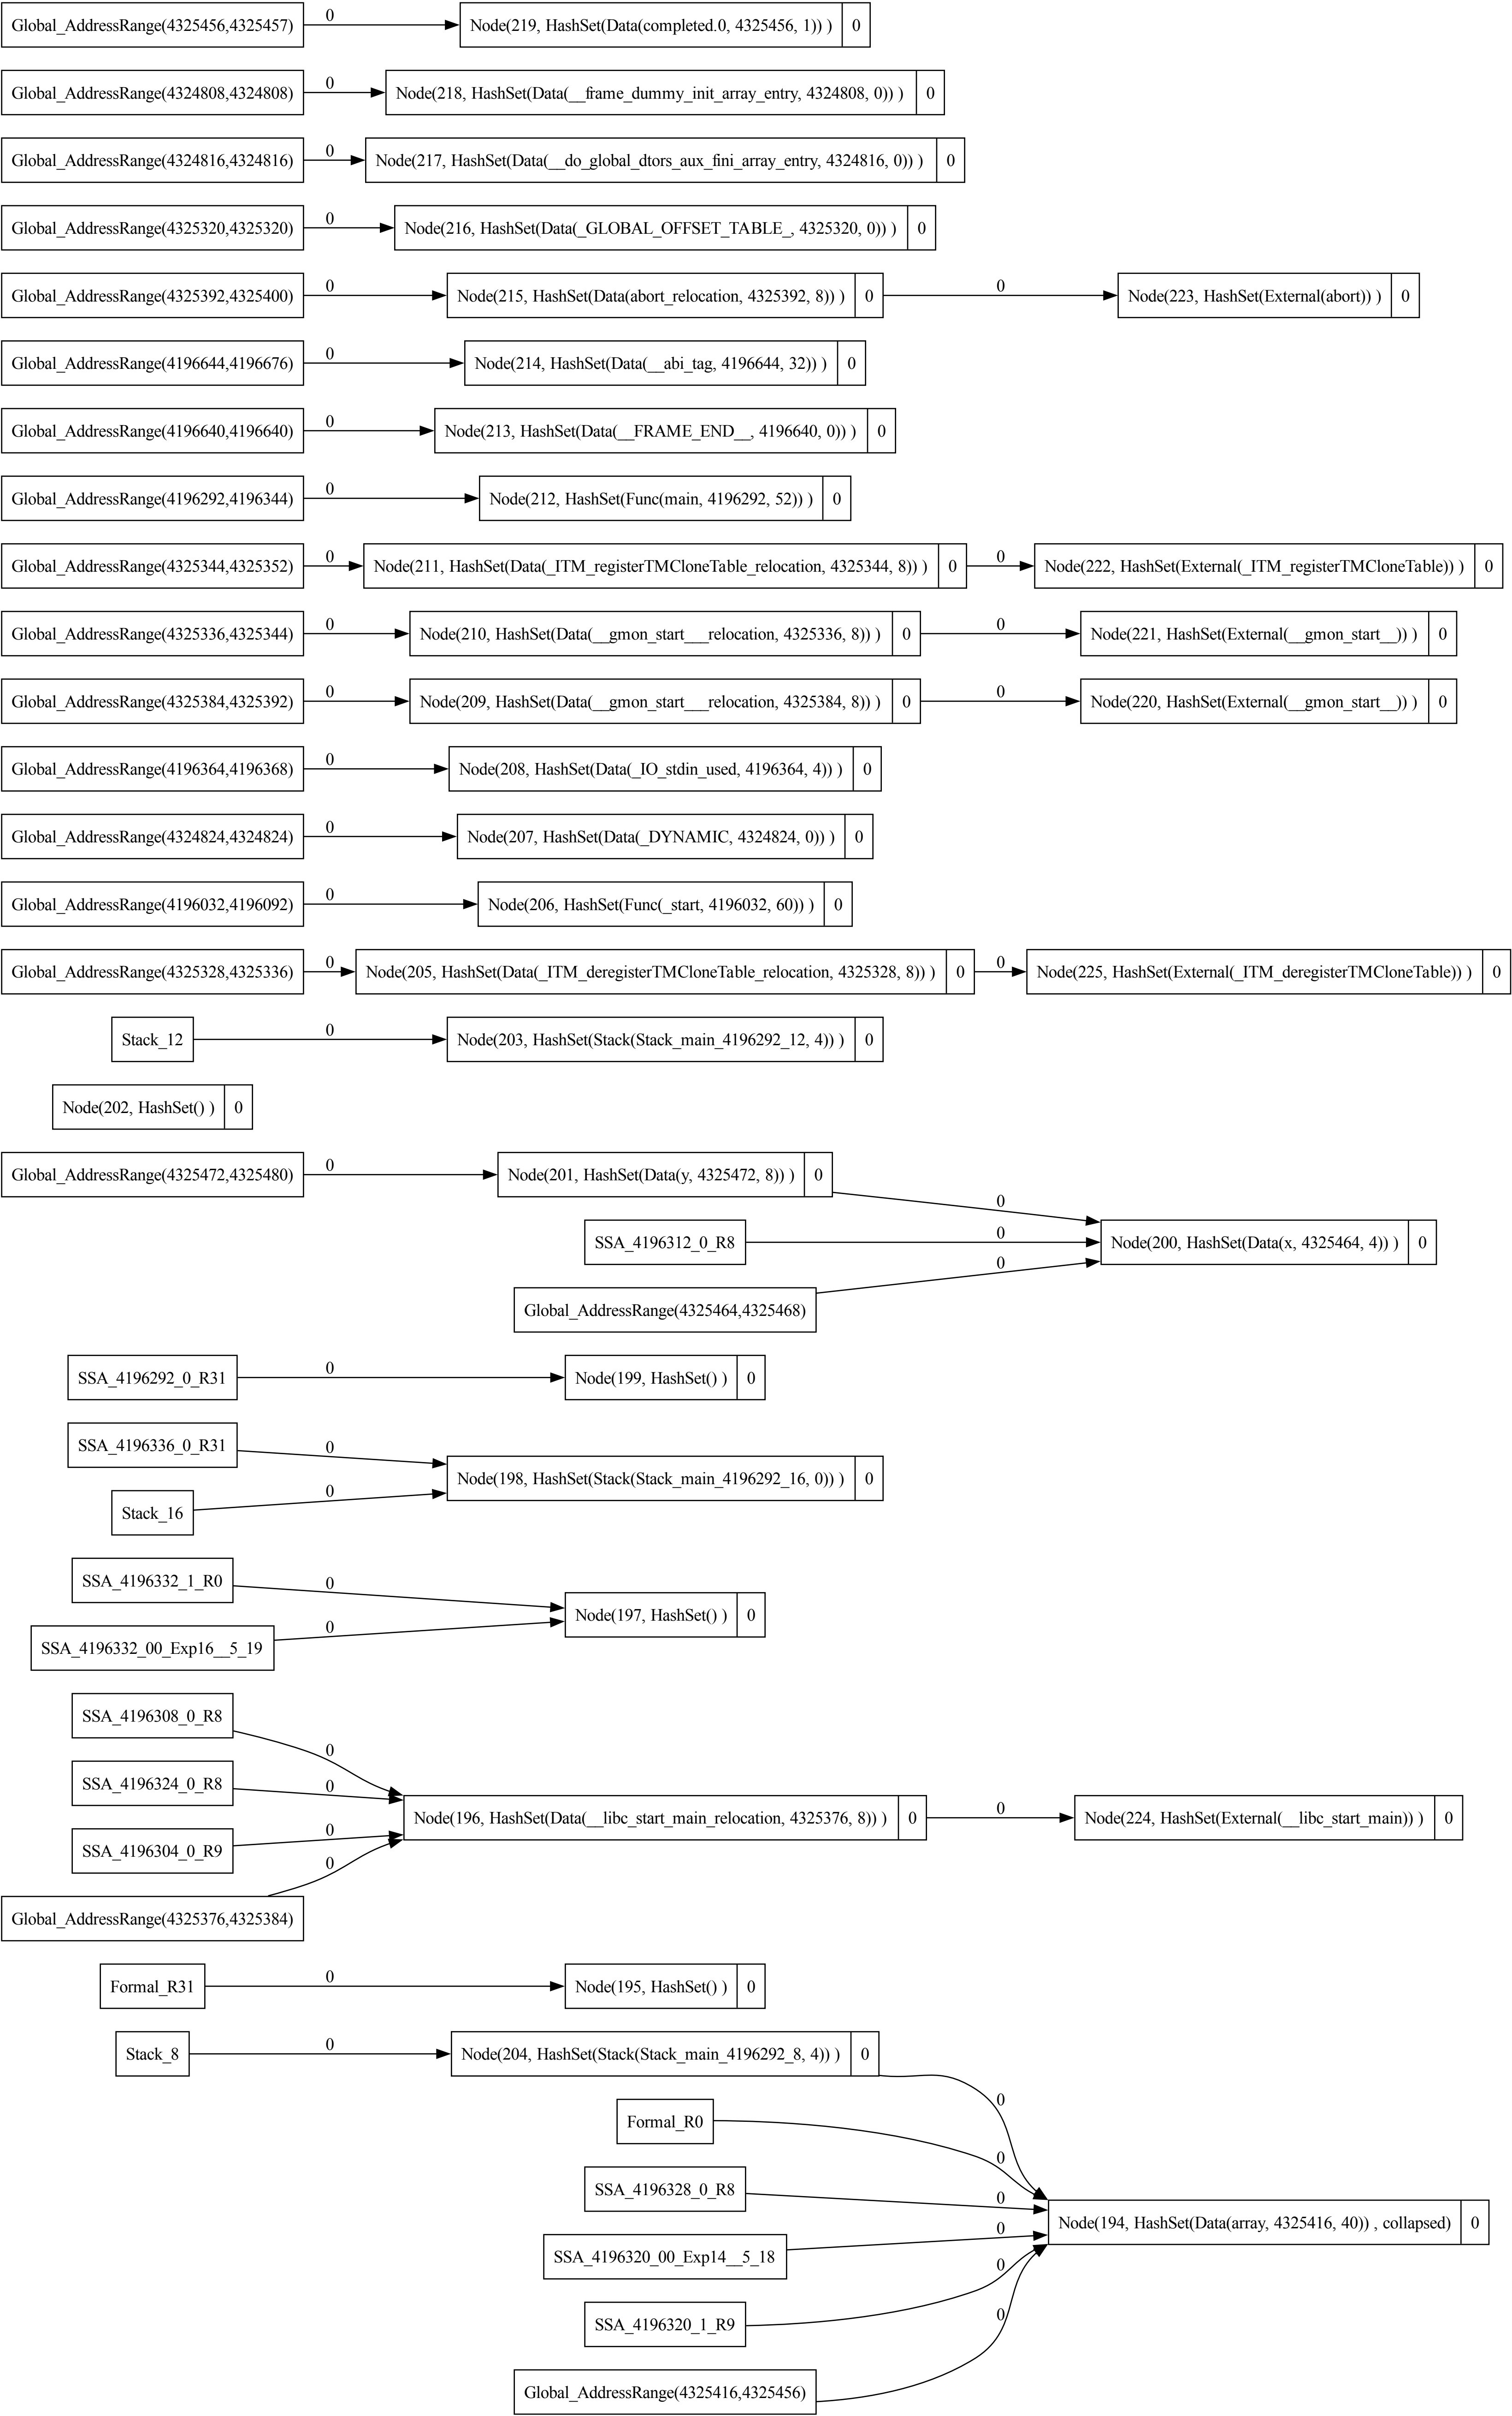 Global_AddressRange(4325456,4325457) 0 Node(219, HashSet(Data(completed.0, 4325456, 1)) ) 0
Global_AddressRange(4324808,4324808) 0 Node(218, HashSet(Data(__frame_dummy_init_array_entry, 4324808, 0)) ) 0
Global_AddressRange(4324816,4324816) 0 Node(217, HashSet(Data(__do_global_dtors_aux_fini_array_entry, 4324816, 0)) ) 0
Global_AddressRange(4325320,4325320) 0 Node(216, HashSet(Data(_GLOBAL_OFFSET_TABLE_, 4325320, 0)) ) 0
Global_AddressRange(4325392,4325400) 0 Node(215, HashSet(Data(abort_relocation, 4325392, 8)) ) 0 0 Node(223, HashSet(External(abort)) ) 0
Global_AddressRange(4196644,4196676) 0 Node(214, HashSet(Data(__abi_tag, 4196644, 32)) ) 0
Global_AddressRange(4196640,4196640) 0 Node(213, HashSet(Data(__FRAME_END__, 4196640, 0)) ) 0
Global_AddressRange(4196292,4196344) 0 Node(212, HashSet(Func(main, 4196292, 52)) ) 0
Global_AddressRange(4325344,4325352) 0 Node(211, HashSet(Data(_ITM_registerTMCloneTable_relocation, 4325344, 8)) ) 0 0 Node(222, HashSet(External(_ITM_registerTMCloneTable)) ) 0
Global_AddressRange(4325336,4325344) 0 Node(210, HashSet(Data(__gmon_start___relocation, 4325336, 8)) ) 0 0 Node(221, HashSet(External(__gmon_start__)) ) 0
Global_AddressRange(4325384,4325392) 0 Node(209, HashSet(Data(__gmon_start___relocation, 4325384, 8)) ) 0 0 Node(220, HashSet(External(__gmon_start__)) ) 0
Global_AddressRange(4196364,4196368) 0 Node(208, HashSet(Data(_IO_stdin_used, 4196364, 4)) ) 0
Global_AddressRange(4324824,4324824) 0 Node(207, HashSet(Data(_DYNAMIC, 4324824, 0)) ) 0
Global_AddressRange(4196032,4196092) 0 Node(206, HashSet(Func(_start, 4196032, 60)) ) 0
Global_AddressRange(4325328,4325336) 0 Node(205, HashSet(Data(_ITM_deregisterTMCloneTable_relocation, 4325328, 8)) ) 0 0 Node(225, HashSet(External(_ITM_deregisterTMCloneTable)) ) 0
Stack_12 0 Node(203, HashSet(Stack(Stack_main_4196292_12, 4)) ) 0
Node(202, HashSet() ) 0
Global_AddressRange(4325472,4325480) 0 Node(201, HashSet(Data(y, 4325472, 8)) ) 0
0
SSA_4196312_0_R8 0 Node(200, HashSet(Data(x, 4325464, 4)) ) 0
0
Global_AddressRange(4325464,4325468)
SSA_4196292_0_R31 0 Node(199, HashSet() ) 0
SSA_4196336_0_R31 0
Node(198, HashSet(Stack(Stack_main_4196292_16, 0)) ) 0
Stack_16 0
SSA_4196332_1_R0 0
Node(197, HashSet() ) 0
SSA_4196332_00_Exp16__5_19 0
SSA_4196308_0_R8
0
SSA_4196324_0_R8 0
Node(196, HashSet(Data(__libc_start_main_relocation, 4325376, 8)) ) 0 0 Node(224, HashSet(External(__libc_start_main)) ) 0
SSA_4196304_0_R9 0
0
Global_AddressRange(4325376,4325384)
Formal_R31 0 Node(195, HashSet() ) 0
Stack_8 0 Node(204, HashSet(Stack(Stack_main_4196292_8, 4)) ) 0
0
Formal_R0
0
SSA_4196328_0_R8 0
Node(194, HashSet(Data(array, 4325416, 40)) , collapsed) 0
0
SSA_4196320_00_Exp14__5_18
0
SSA_4196320_1_R9 0
Global_AddressRange(4325416,4325456)